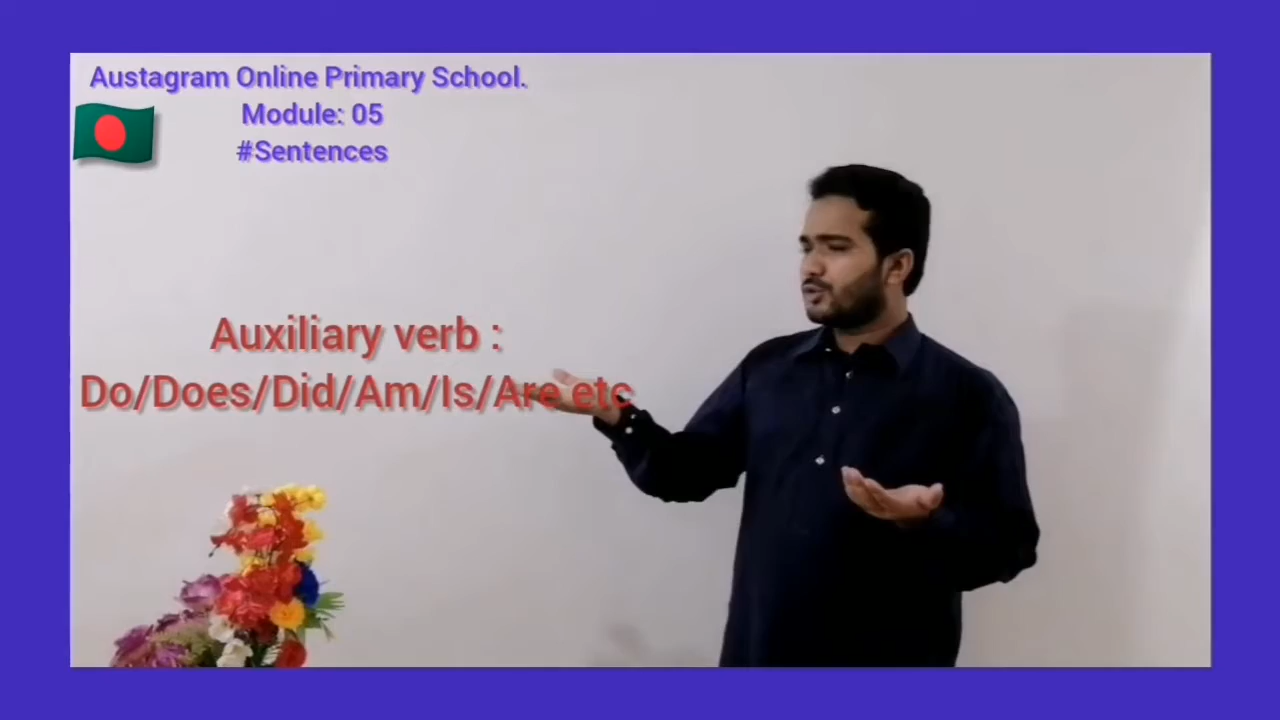 Austagram Online Primary School.
Module: 05
#Sentences
Auxiliary verb :
Do/Does/Did/Am/Is/Are etc